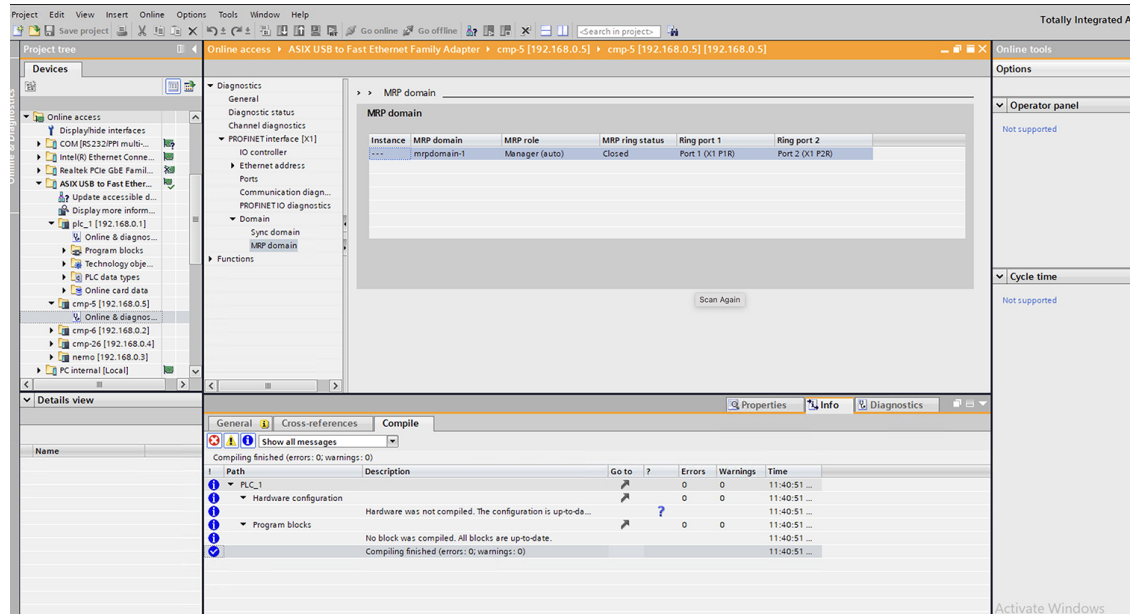 Project Edit View Insert Online Options Tools Window Help
Totally Integrated A
Save project Go online Go offline <Search in project>
Project tree
Online access ▸ ASIX USB to Fast Ethernet Family Adapter ▸ cmp-5 [192.168.0.5] ▸ cmp-5 [192.168.0.5] [192.168.0.5]
Online tools
Devices
Options
Online access
Display/hide interfaces
COM [RS232/PPI multi-...
Intel(R) Ethernet Conne...
Realtek PCIe GbE Famil...
ASIX USB to Fast Ether...
Update accessible d...
Display more inform...
plc_1 [192.168.0.1]
Online & diagnos...
Program blocks
Technology obje...
PLC data types
Online card data
cmp-5 [192.168.0.5]
Online & diagnos...
cmp-6 [192.168.0.2]
cmp-26 [192.168.0.4]
nemo [192.168.0.3]
PC internal [Local]
Details view
Name
Diagnostics
General
Diagnostic status
Channel diagnostics
PROFINET interface [X1]
IO controller
Ethernet address
Ports
Communication diagn...
PROFINET IO diagnostics
Domain
Sync domain
MRP domain
Functions
> > MRP domain
MRP domain
Instance MRP domain MRP role MRP ring status Ring port 1 Ring port 2
--- mrpdomain-1 Manager (auto) Closed Port 1 (X1 P1R) Port 2 (X1 P2R)
Scan Again
Operator panel
Not supported
Cycle time
Not supported
Properties Info Diagnostics
General Cross-references Compile
Show all messages
Compiling finished (errors: 0; warnings: 0)
! Path Description Go to ? Errors Warnings Time
PLC_1 0 0 11:40:51 ...
Hardware configuration 0 0 11:40:51 ...
Hardware was not compiled. The configuration is up-to-da... ? 11:40:51 ...
Program blocks 0 0 11:40:51 ...
No block was compiled. All blocks are up-to-date. 11:40:51 ...
Compiling finished (errors: 0; warnings: 0) 11:40:51 ...
Activate Windows